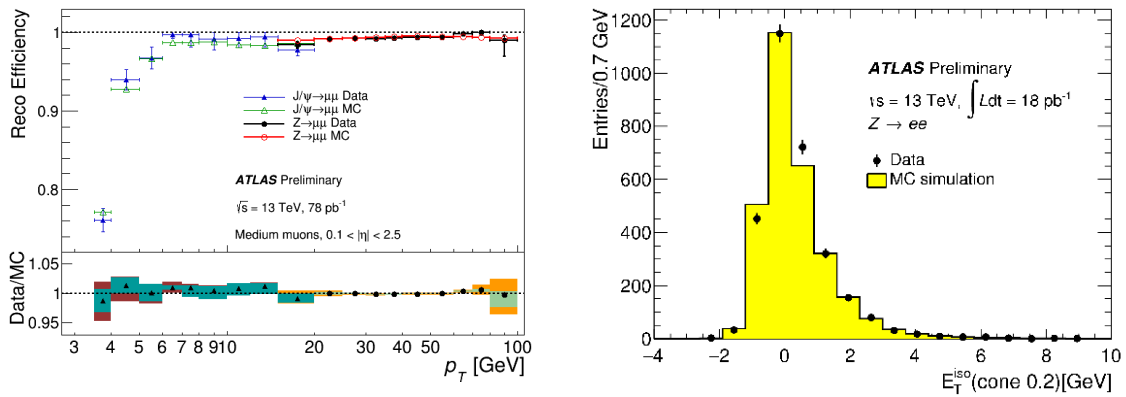 Reco Efficiency
1
0.9
0.8
J/ψ→μμ Data
J/ψ→μμ MC
Z→μμ Data
Z→μμ MC
ATLAS Preliminary
√s = 13 TeV, 78 pb⁻¹
Medium muons, 0.1 < |η| < 2.5
Data/MC
1.05
1
0.95
3 4 5 6 7 8 910 20 30 40 50 100
p_T [GeV]
Entries/0.7 GeV
1200
1000
800
600
400
200
0
ATLAS Preliminary
√s = 13 TeV, ∫Ldt = 18 pb⁻¹
Z → ee
Data
MC simulation
−4 −2 0 2 4 6 8 10
E_T^iso(cone 0.2)[GeV]